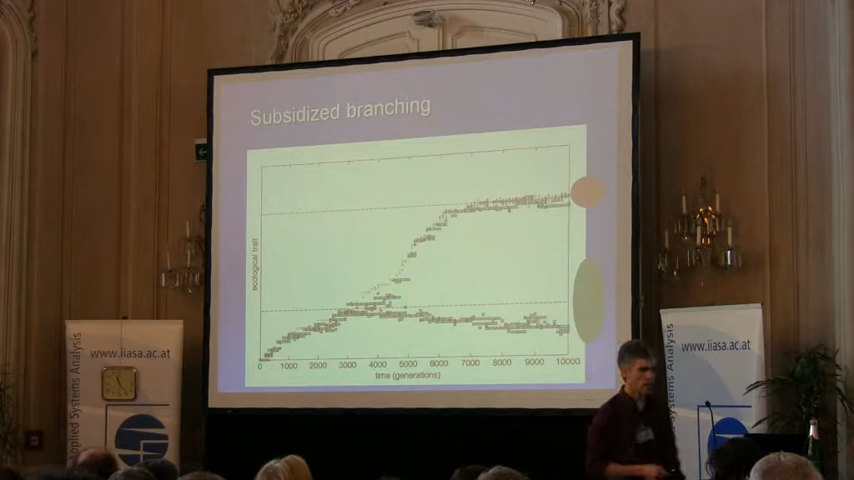 Subsidized branching
ecological trait
0 1000 2000 3000 4000 5000 6000 7000 8000 9000 10000
time (generations)
www.iiasa.ac.at
Applied Systems Analysis
www.iiasa.ac.at
Systems Analysis